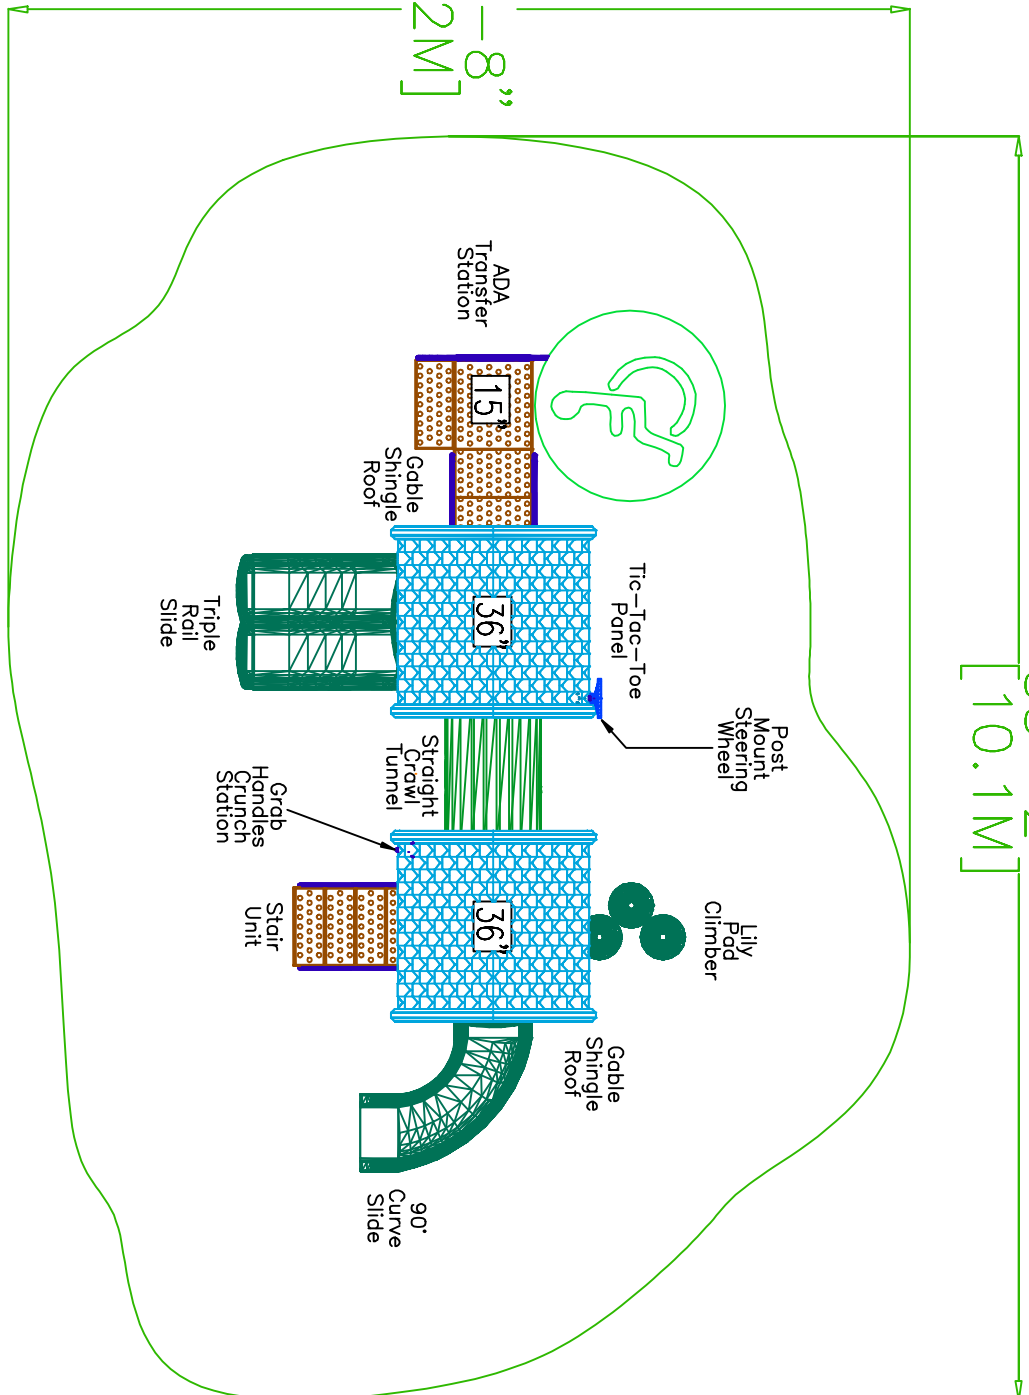 –8”
2M]
[10.1M]
ADA
Transfer
Station
15”
Gable
Shingle
Roof
Tic–Tac–Toe
Panel
36”
Triple
Rail
Slide
Post
Mount
Steering
Wheel
Straight
Crawl
Tunnel
Grab
Handles
Crunch
Station
Lily
Pad
Climber
36”
Stair
Unit
Gable
Shingle
Roof
90°
Curve
Slide